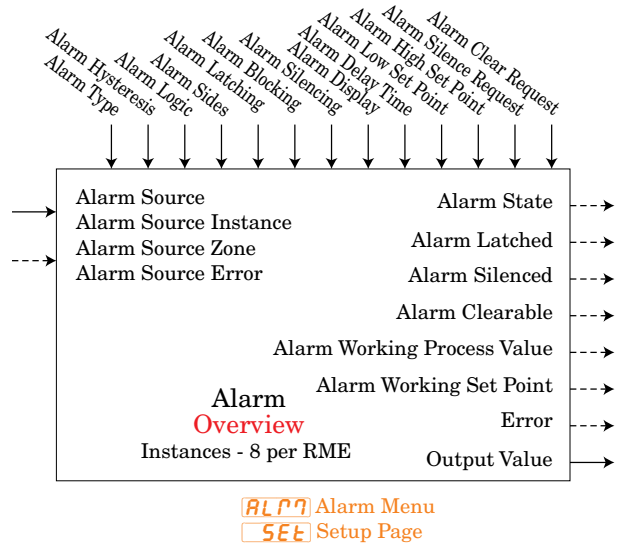 Alarm Type
Alarm Hysteresis
Alarm Logic
Alarm Sides
Alarm Latching
Alarm Blocking
Alarm Silencing
Alarm Display
Alarm Delay Time
Alarm Low Set Point
Alarm High Set Point
Alarm Silence Request
Alarm Clear Request
Alarm Source
Alarm Source Instance
Alarm Source Zone
Alarm Source Error
Alarm State
Alarm Latched
Alarm Silenced
Alarm Clearable
Alarm Working Process Value
Alarm Working Set Point
Error
Output Value
Alarm
Overview
Instances - 8 per RME
ALM Alarm Menu
SEt Setup Page